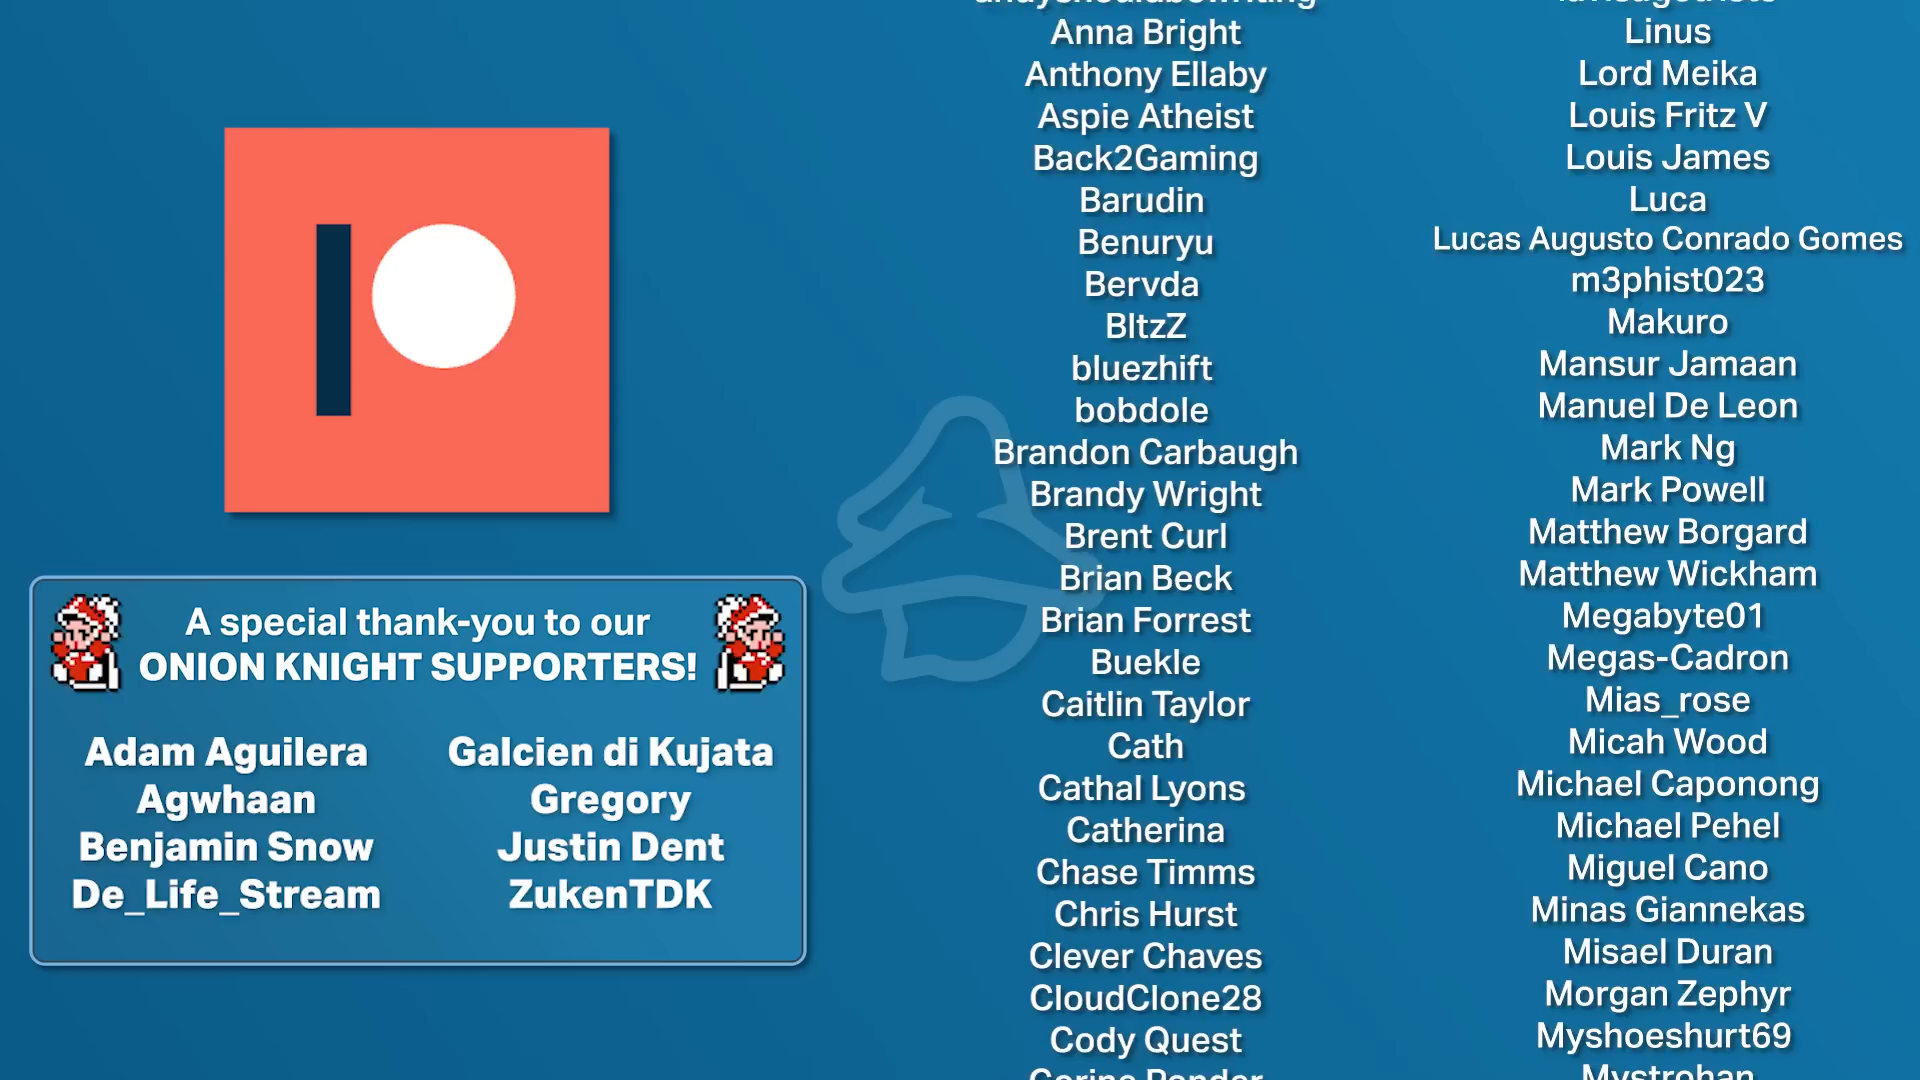 A special thank-you to our
ONION KNIGHT SUPPORTERS!
Adam Aguilera
Agwhaan
Benjamin Snow
De_Life_Stream
Galcien di Kujata
Gregory
Justin Dent
ZukenTDK
Anna Bright
Anthony Ellaby
Aspie Atheist
Back2Gaming
Barudin
Benuryu
Bervda
BltzZ
bluezhift
bobdole
Brandon Carbaugh
Brandy Wright
Brent Curl
Brian Beck
Brian Forrest
Buekle
Caitlin Taylor
Cath
Cathal Lyons
Catherina
Chase Timms
Chris Hurst
Clever Chaves
CloudClone28
Cody Quest
Linus
Lord Meika
Louis Fritz V
Louis James
Luca
Lucas Augusto Conrado Gomes
m3phist023
Makuro
Mansur Jamaan
Manuel De Leon
Mark Ng
Mark Powell
Matthew Borgard
Matthew Wickham
Megabyte01
Megas-Cadron
Mias_rose
Micah Wood
Michael Caponong
Michael Pehel
Miguel Cano
Minas Giannekas
Misael Duran
Morgan Zephyr
Myshoeshurt69